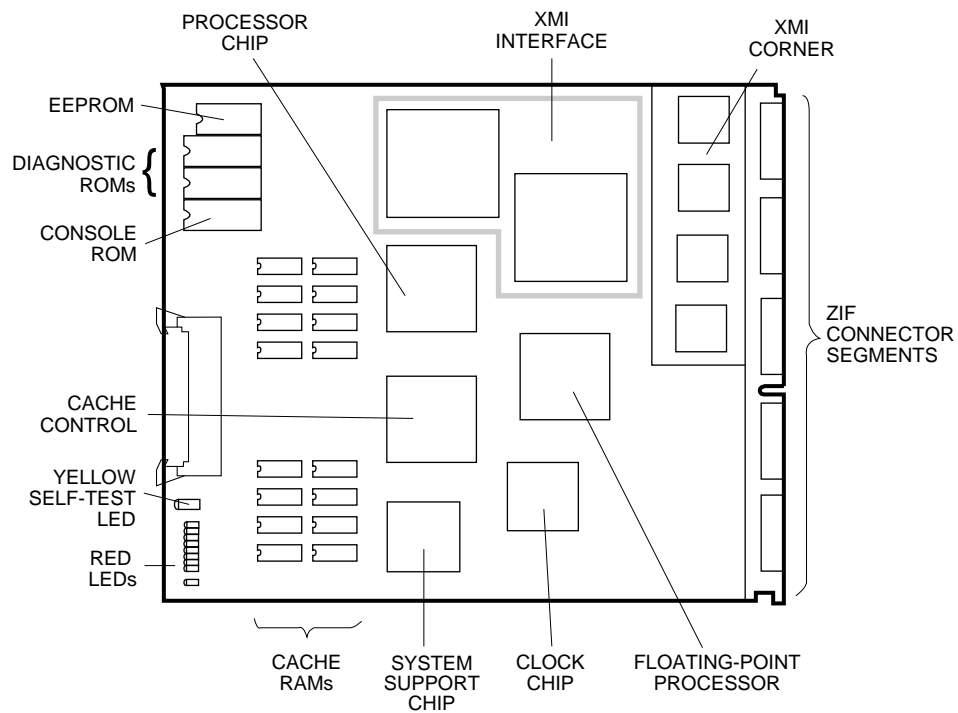 PROCESSOR
CHIP
XMI
INTERFACE
XMI
CORNER
EEPROM
DIAGNOSTIC
ROMs
CONSOLE
ROM
ZIF
CONNECTOR
SEGMENTS
CACHE
CONTROL
YELLOW
SELF-TEST
LED
RED
LEDs
CACHE
RAMs
SYSTEM
SUPPORT
CHIP
CLOCK
CHIP
FLOATING-POINT
PROCESSOR